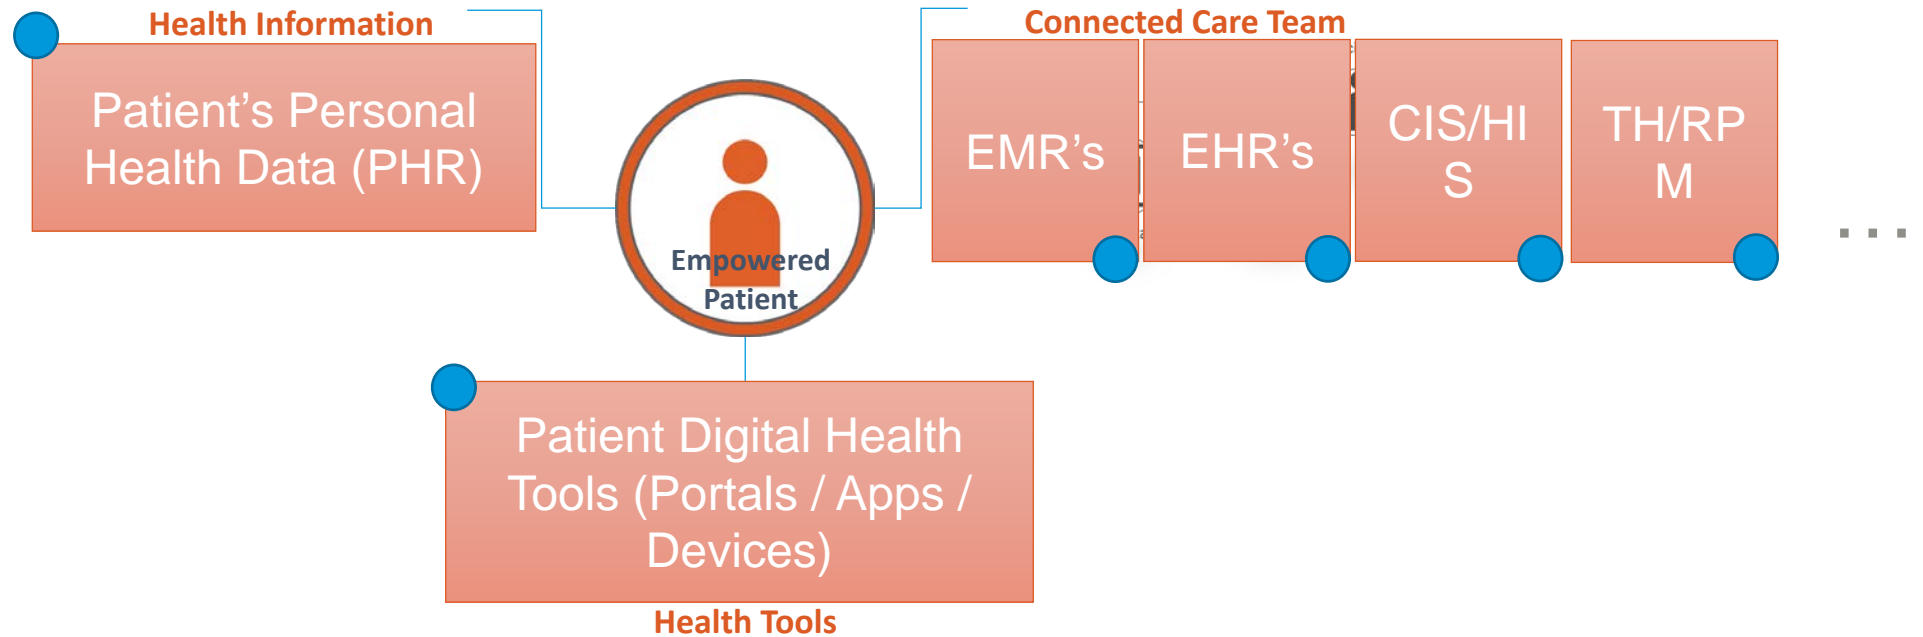 Health Information
Connected Care Team
Patient's Personal
Health Data (PHR)
EMR's
EHR's
CIS/HI
S
TH/RP
M
...
Empowered
Patient
Patient Digital Health
Tools (Portals / Apps /
Devices)
Health Tools